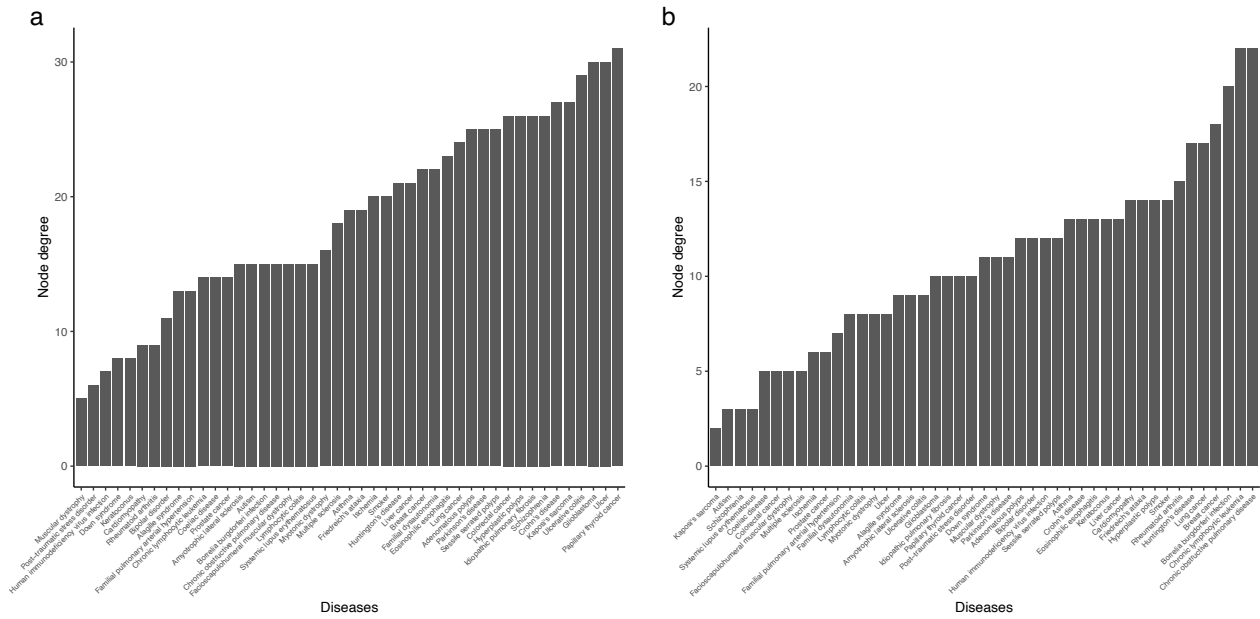 a
30
20
10
0
Node degree
Muscular dystrophy
Post-traumatic stress disorder
Human immunodeficiency virus infection
Down syndrome
Keratoconus
Cardiomyopathy
Rheumatoid arthritis
Bipolar disorder
Alagille syndrome
Familial pulmonary arterial hypertension
Chronic lymphocytic leukemia
Coeliac disease
Prostate cancer
Amyotrophic lateral sclerosis
Autism
Borrelia burgdorferi infection
Chronic obstructive pulmonary disease
Facioscapulohumeral muscular dystrophy
Lymphocytic colitis
Systemic lupus erythematosus
Myotonic dystrophy
Multiple sclerosis
Asthma
Friedreich's ataxia
Ischemia
Smoker
Huntington's disease
Liver cancer
Breast cancer
Familial dysautonomia
Eosinophilic esophagitis
Lung cancer
Adenomatous polyps
Parkinson's disease
Sessile serrated polyps
Colorectal cancer
Hyperplastic polyps
Idiopathic pulmonary fibrosis
Schizophrenia
Crohn's disease
Kaposi's sarcoma
Ulcerative colitis
Glioblastoma
Ulcer
Papillary thyroid cancer
Diseases
b
20
15
10
5
0
Node degree
Kaposi's sarcoma
Autism
Schizophrenia
Systemic lupus erythematosus
Coeliac disease
Colorectal cancer
Facioscapulohumeral muscular dystrophy
Multiple sclerosis
Ischemia
Prostate cancer
Familial pulmonary arterial hypertension
Familial dysautonomia
Lymphocytic colitis
Myotonic dystrophy
Ulcer
Alagille syndrome
Amyotrophic lateral sclerosis
Ulcerative colitis
Glioblastoma
Idiopathic pulmonary fibrosis
Papillary thyroid cancer
Post-traumatic stress disorder
Down syndrome
Muscular dystrophy
Parkinson's disease
Adenomatous polyps
Bipolar disorder
Human immunodeficiency virus infection
Sessile serrated polyps
Asthma
Crohn's disease
Eosinophilic esophagitis
Keratoconus
Liver cancer
Friedreich's ataxia
Cardiomyopathy
Breast cancer
Hyperplastic polyps
Smoker
Rheumatoid arthritis
Huntington's disease
Lung cancer
Borrelia burgdorferi infection
Chronic lymphocytic leukemia
Chronic obstructive pulmonary disease
Diseases